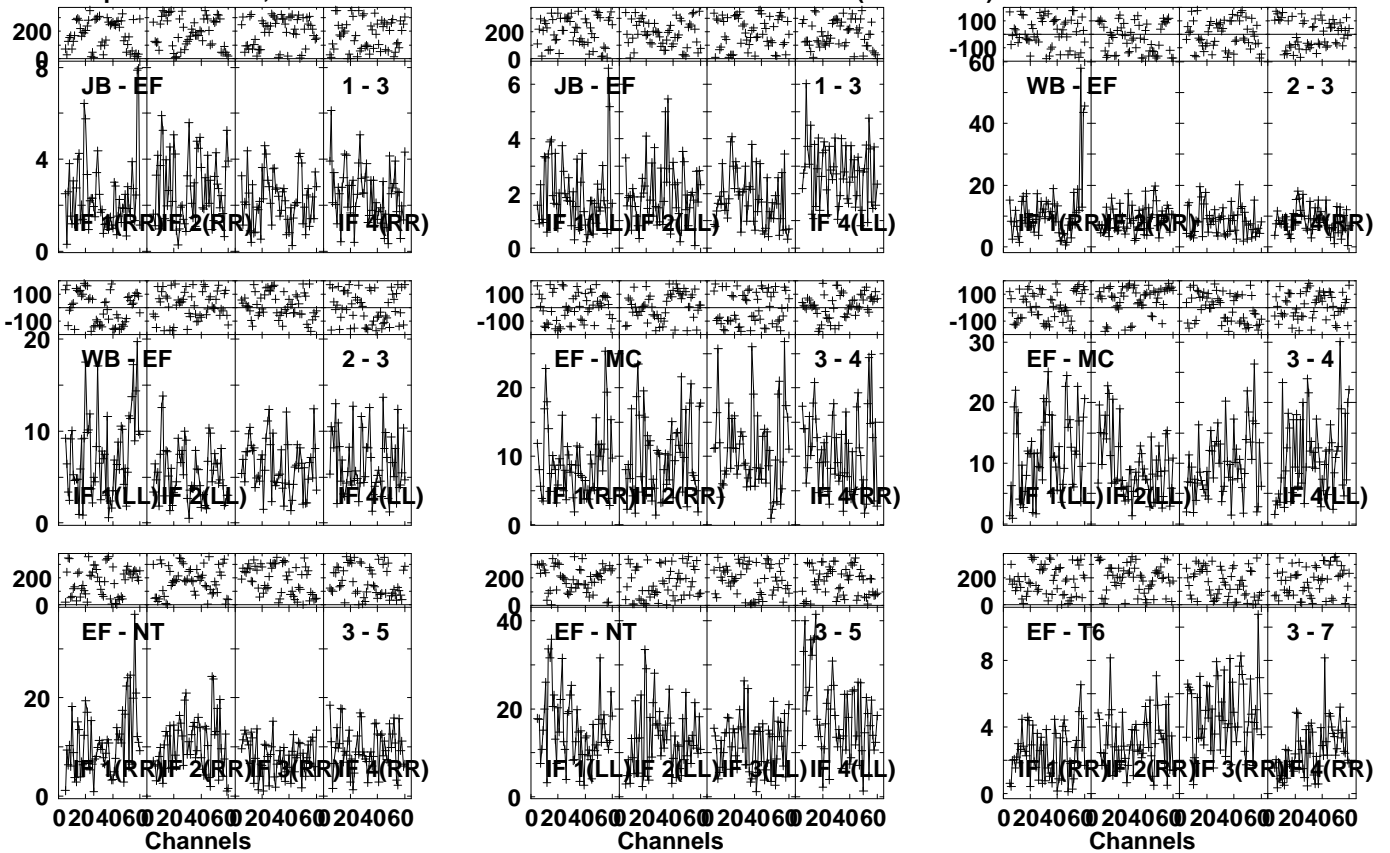 200
0
8
4
0
JB - EF
1 - 3
IF 1(RR)
IF 2(RR)
IF 4(RR)
200
0
6
4
2
0
JB - EF
1 - 3
IF 1(LL)
IF 2(LL)
IF 4(LL)
100
-100
60
40
20
0
WB - EF
2 - 3
IF 1(RR)
IF 2(RR)
IF 4(RR)
100
-100
20
10
0
WB - EF
2 - 3
IF 1(LL)
IF 2(LL)
IF 4(LL)
100
-100
20
10
0
EF - MC
3 - 4
IF 1(RR)
IF 2(RR)
IF 4(RR)
100
-100
30
20
10
0
EF - MC
3 - 4
IF 1(LL)
IF 2(LL)
IF 4(LL)
200
0
20
0
EF - NT
3 - 5
IF 1(RR)
IF 2(RR)
IF 3(RR)
IF 4(RR)
0 20 40 60 0 20 40 60 0 20 40 60 0 20 40 60
Channels
200
0
40
20
0
EF - NT
3 - 5
IF 1(LL)
IF 2(LL)
IF 3(LL)
IF 4(LL)
0 20 40 60 0 20 40 60 0 20 40 60 0 20 40 60
Channels
200
0
8
4
0
EF - T6
3 - 7
IF 1(RR)
IF 2(RR)
IF 3(RR)
IF 4(RR)
0 20 40 60 0 20 40 60 0 20 40 60 0 20 40 60
Channels